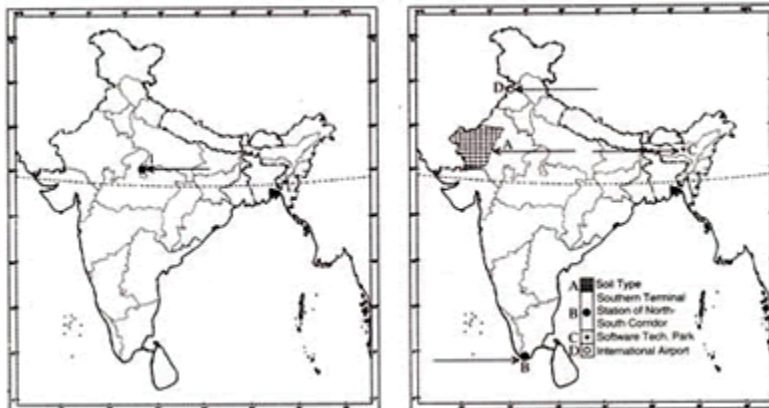 D
A
C
A Soil Type
Southern Terminal
B Station of North-
South Corridor
C Software Tech. Park
D International Airport
B